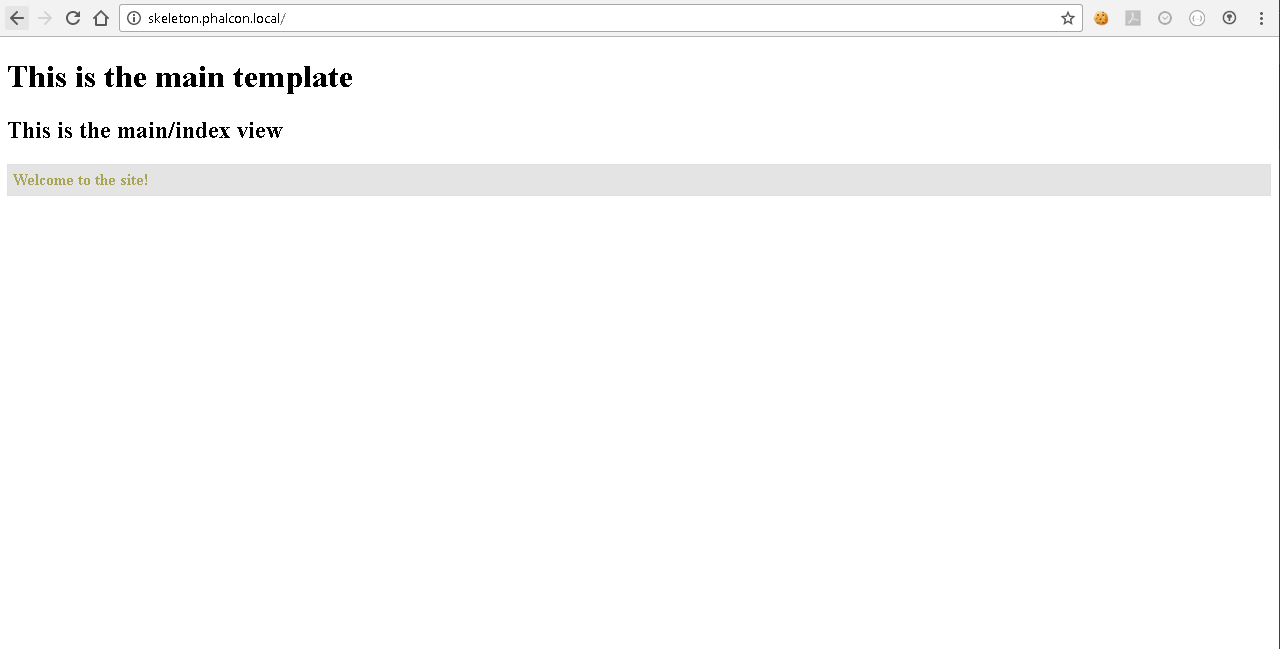 skeleton.phalcon.local/
This is the main template
This is the main/index view
Welcome to the site!